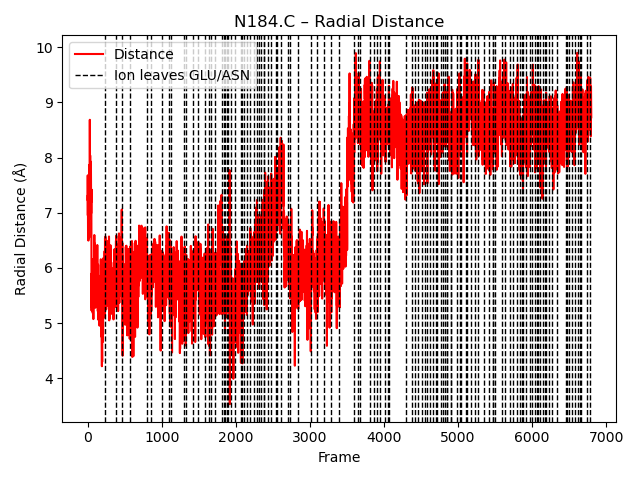 N184.C – Radial Distance
Distance
Ion leaves GLU/ASN
Radial Distance (Å)
10
9
8
7
6
5
4
0 1000 2000 3000 4000 5000 6000 7000
Frame